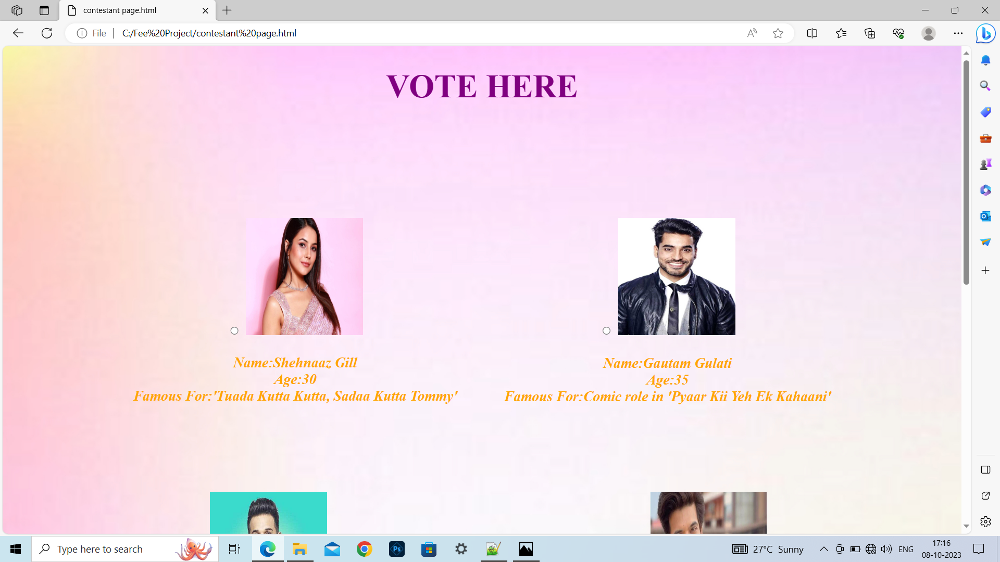 contestant page.html
File
C:/Fee%20Project/contestant%20page.html
VOTE HERE
Name:Shehnaaz Gill
Age:30
Famous For:'Tuada Kutta Kutta, Sadaa Kutta Tommy'
Name:Gautam Gulati
Age:35
Famous For:Comic role in 'Pyaar Kii Yeh Ek Kahaani'
Type here to search
Ps
27°C Sunny
ENG
17:16
08-10-2023